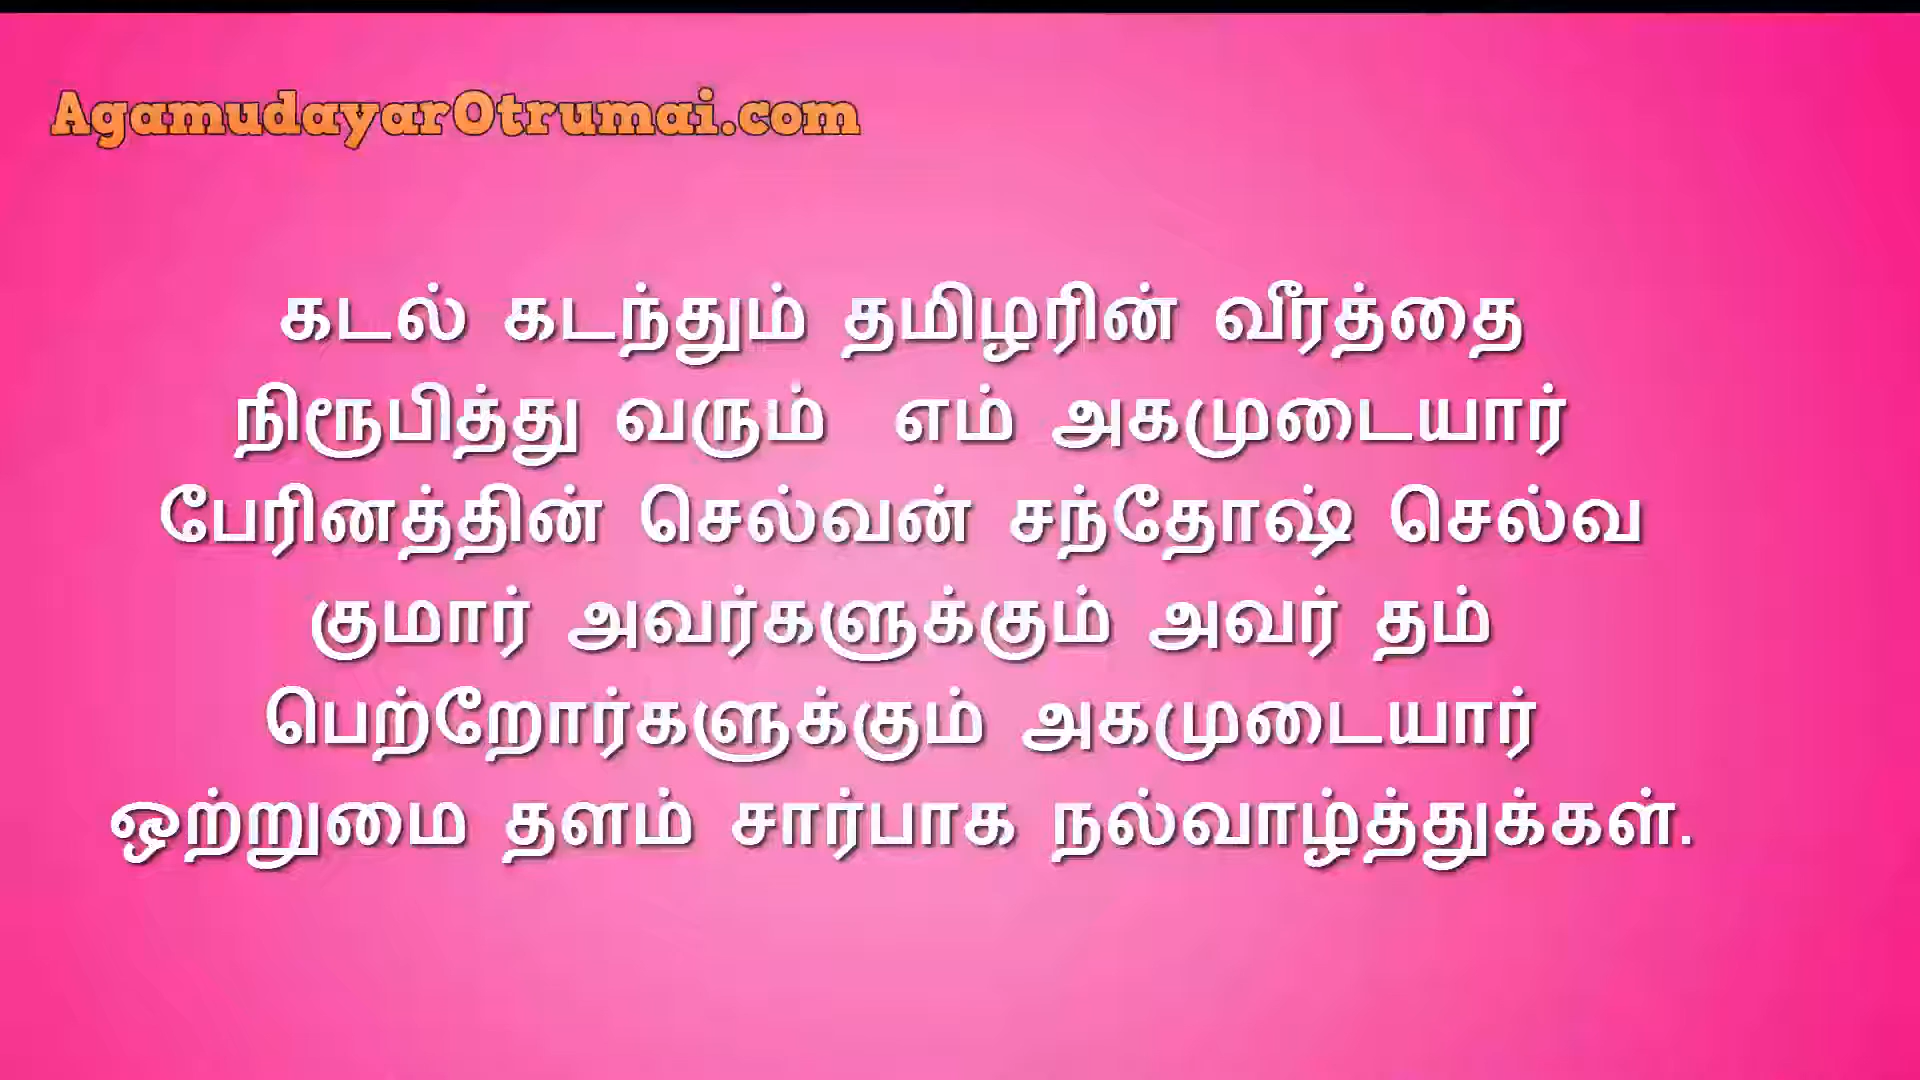 AgamudayarOtrumai.com
கடல் கடந்தும் தமிழரின் வீரத்தை
நிரூபித்து வரும் எம் அகமுடையார்
பேரினத்தின் செல்வன் சந்தோஷ் செல்வ
குமார் அவர்களுக்கும் அவர் தம்
பெற்றோர்களுக்கும் அகமுடையார்
ஒற்றுமை தளம் சார்பாக நல்வாழ்த்துக்கள்.